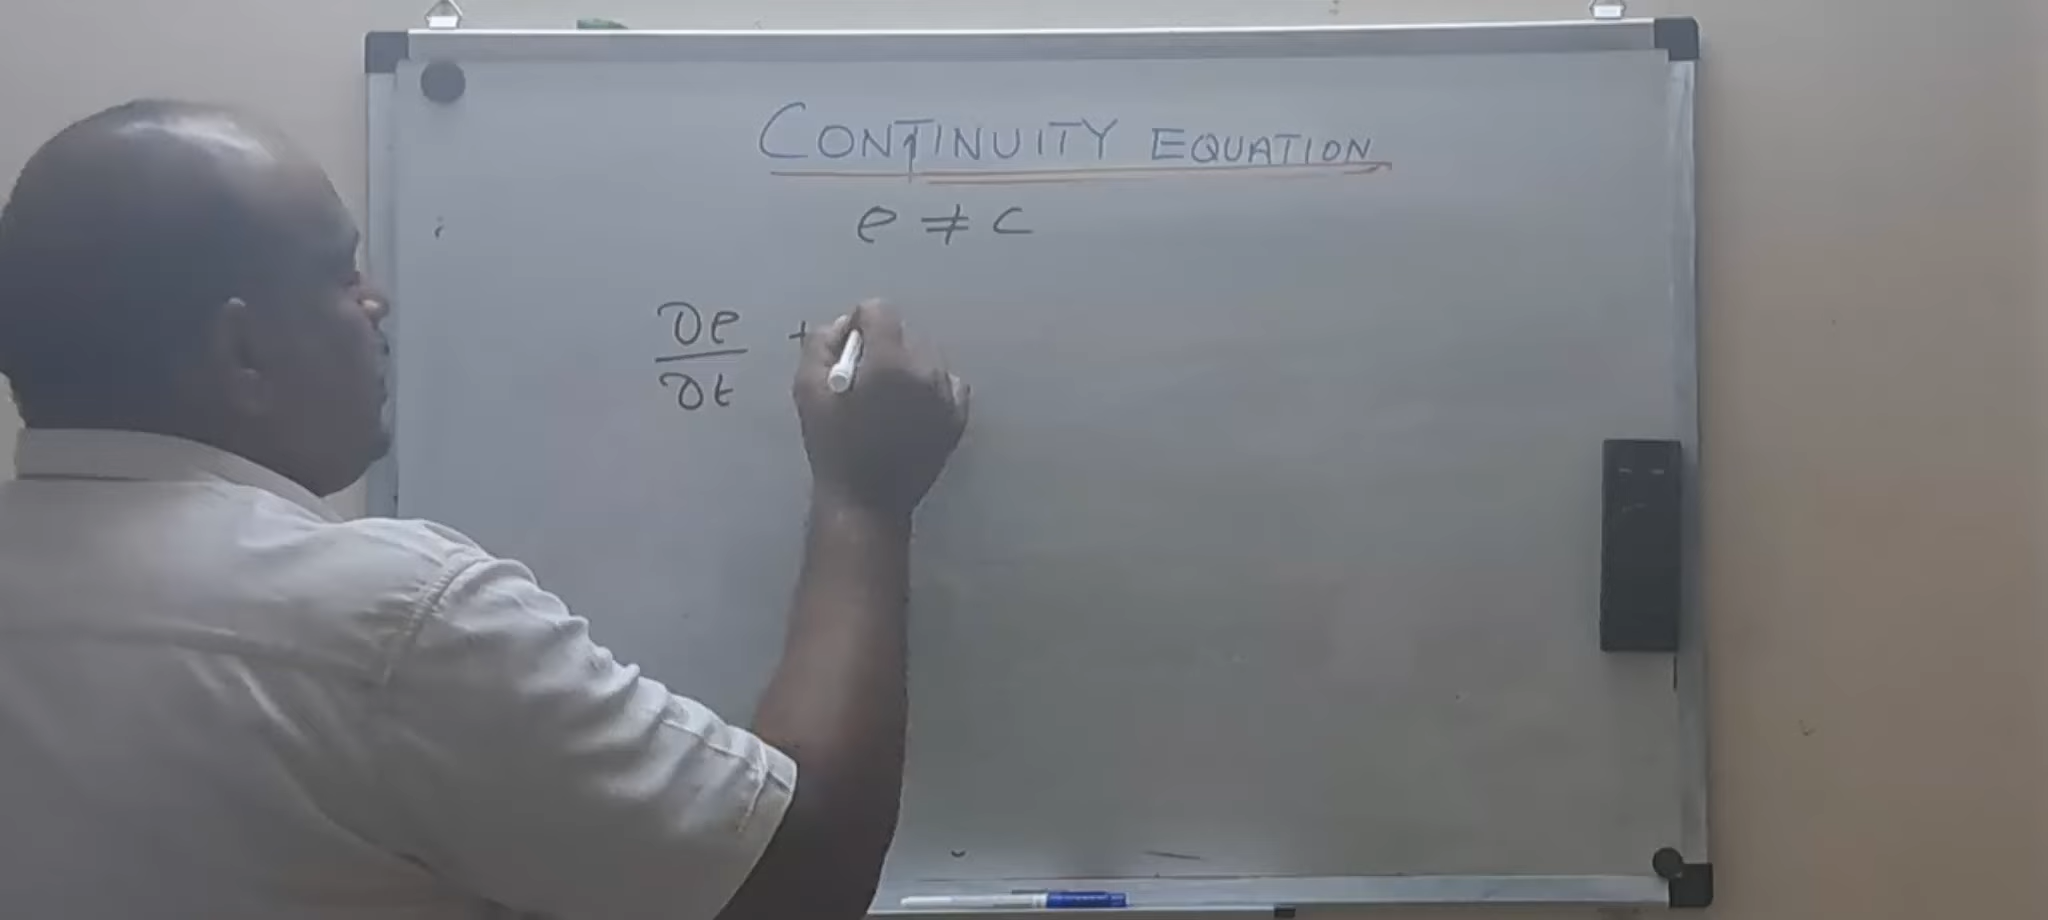 CONTINUITY EQUATION
ρ ≠ C
∂ρ/∂t +